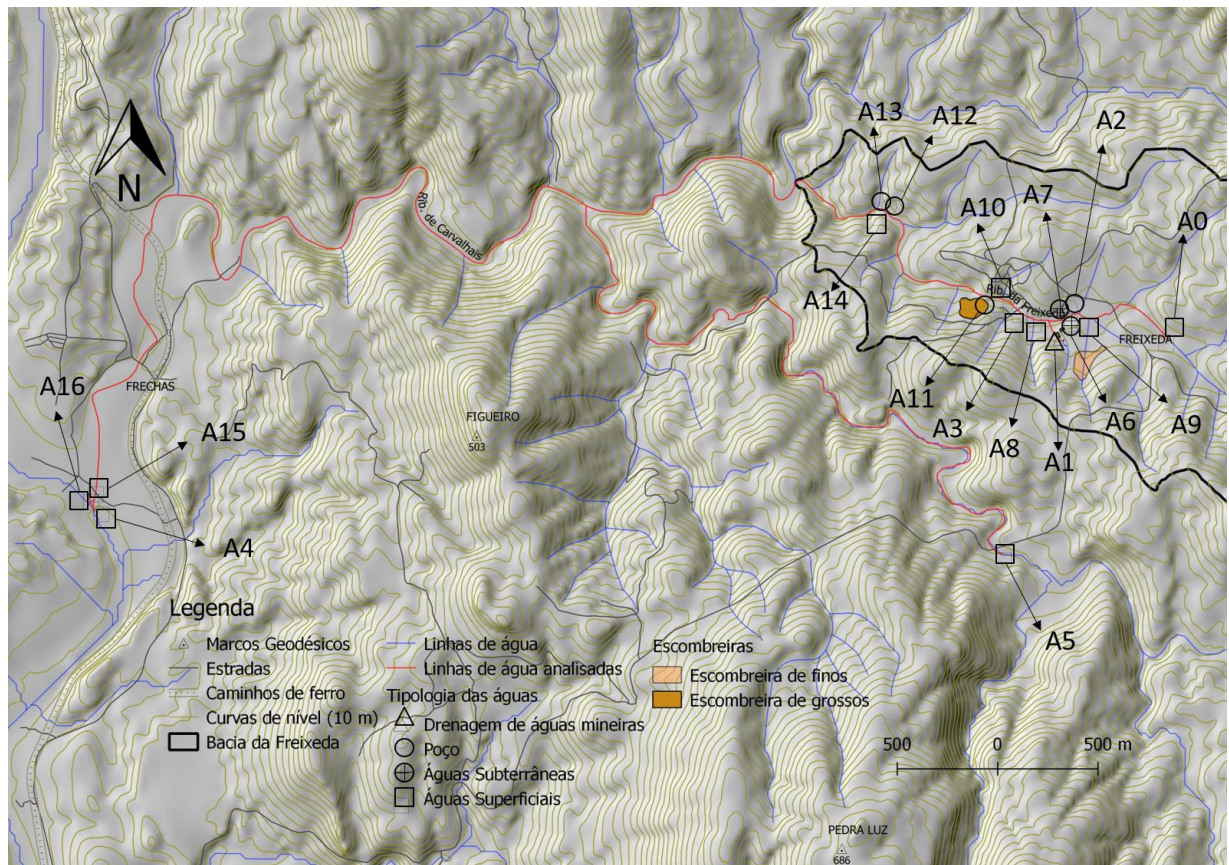 A13
A12
A2
A7
A10
A0
N
Rib. de Carvalhais
A14
Rib. da Freixeda
FREIXEDA
FRECHAS
A16
A15
FIGUEIRO
503
A11
A3
A8
A1
A6
A9
A4
A5
Legenda
Marcos Geodésicos
Estradas
Caminhos de ferro
Curvas de nível (10 m)
Bacia da Freixeda
Linhas de água
Linhas de água analisadas
Tipologia das águas
Drenagem de águas mineiras
Poço
Águas Subterrâneas
Águas Superficiais
Escombreiras
Escombreira de finos
Escombreira de grossos
500 0 500 m
PEDRA LUZ
686